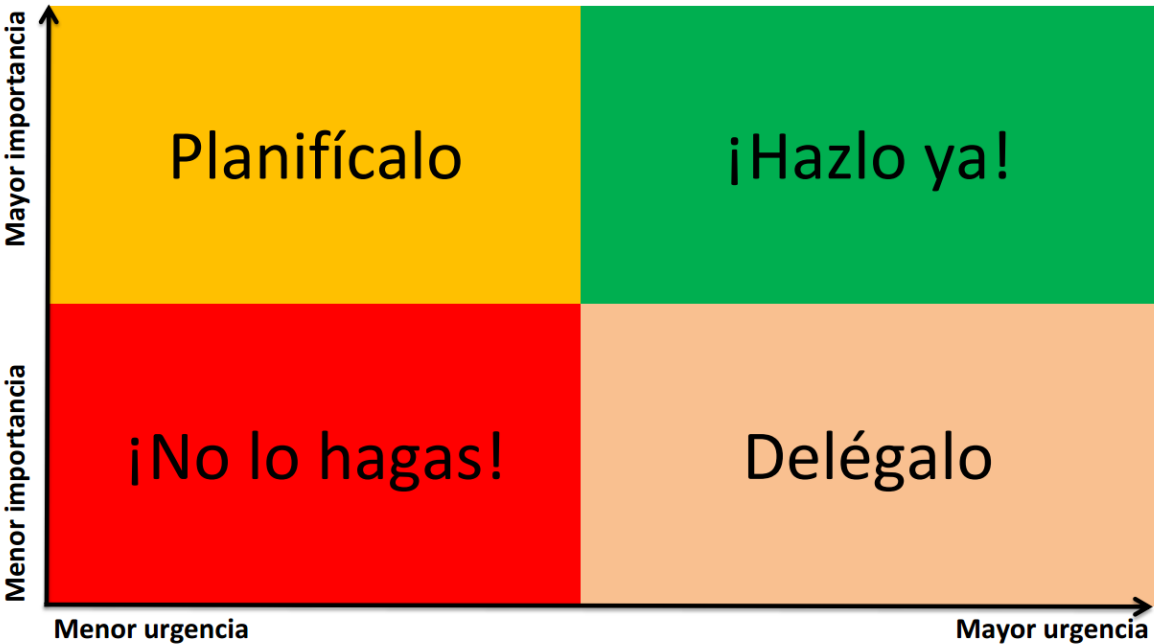 Mayor importancia
Planifícalo
¡Hazlo ya!
Menor importancia
¡No lo hagas!
Delégalo
Menor urgencia
Mayor urgencia